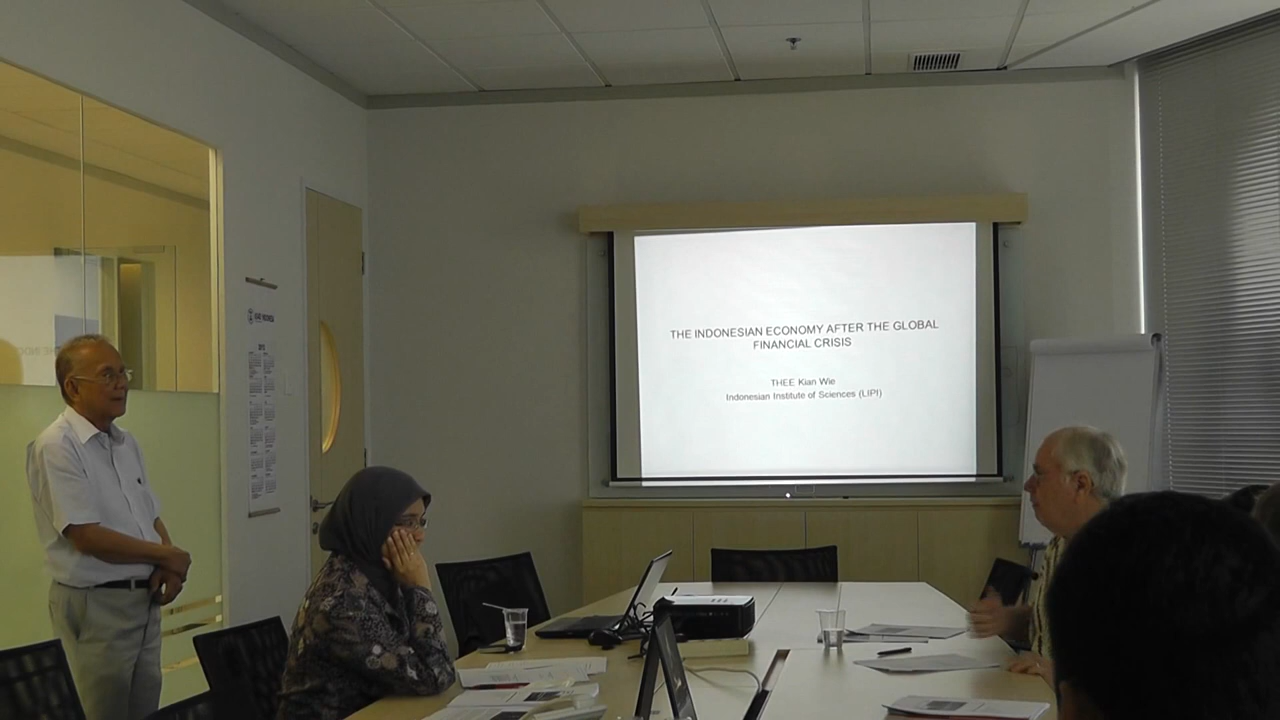 THE INDONESIAN ECONOMY AFTER THE GLOBAL
FINANCIAL CRISIS
THEE Kian Wie
Indonesian Institute of Sciences (LIPI)